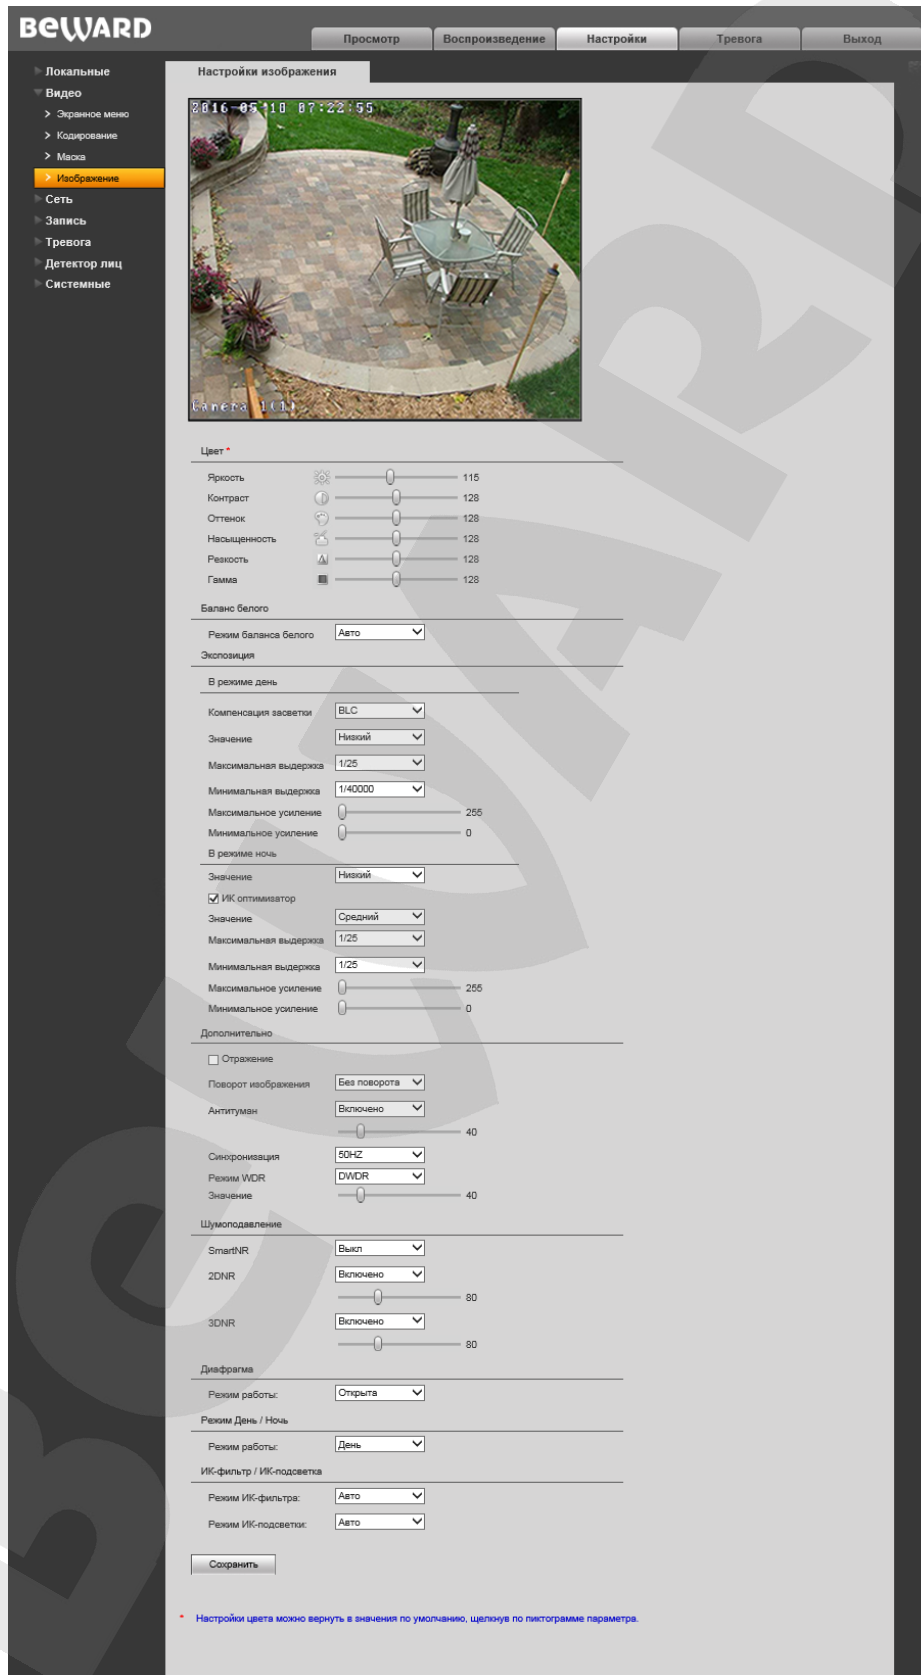 BEWARD
Просмотр Воспроизведение Настройки Тревога Выход
Локальные
Видео
Экранное меню
Кодирование
Маска
Изображение
Сеть
Запись
Тревога
Детектор лиц
Системные
Настройки изображения
2016-05-10 07:22:55
Camera 1(1)
Цвет *
Яркость 115
Контраст 128
Оттенок 128
Насыщенность 128
Резкость 128
Гамма 128
Баланс белого
Режим баланса белого Авто
Экспозиция
В режиме день
Компенсация засветки BLC
Значение Низкий
Максимальная выдержка 1/25
Минимальная выдержка 1/40000
Максимальное усиление 255
Минимальное усиление 0
В режиме ночь
Значение Низкий
ИК оптимизатор
Значение Средний
Максимальная выдержка 1/25
Минимальная выдержка 1/25
Максимальное усиление 255
Минимальное усиление 0
Дополнительно
Отражение
Поворот изображения Без поворота
Антитуман Включено
40
Синхронизация 50HZ
Режим WDR DWDR
Значение 40
Шумоподавление
SmartNR Выкл
2DNR Включено
80
3DNR Включено
80
Диафрагма
Режим работы: Открыта
Режим День / Ночь
Режим работы: День
ИК-фильтр / ИК-подсветка
Режим ИК-фильтра: Авто
Режим ИК-подсветки: Авто
Сохранить
* Настройки цвета можно вернуть в значения по умолчанию, щелкнув по пиктограмме параметра.
BEWARD